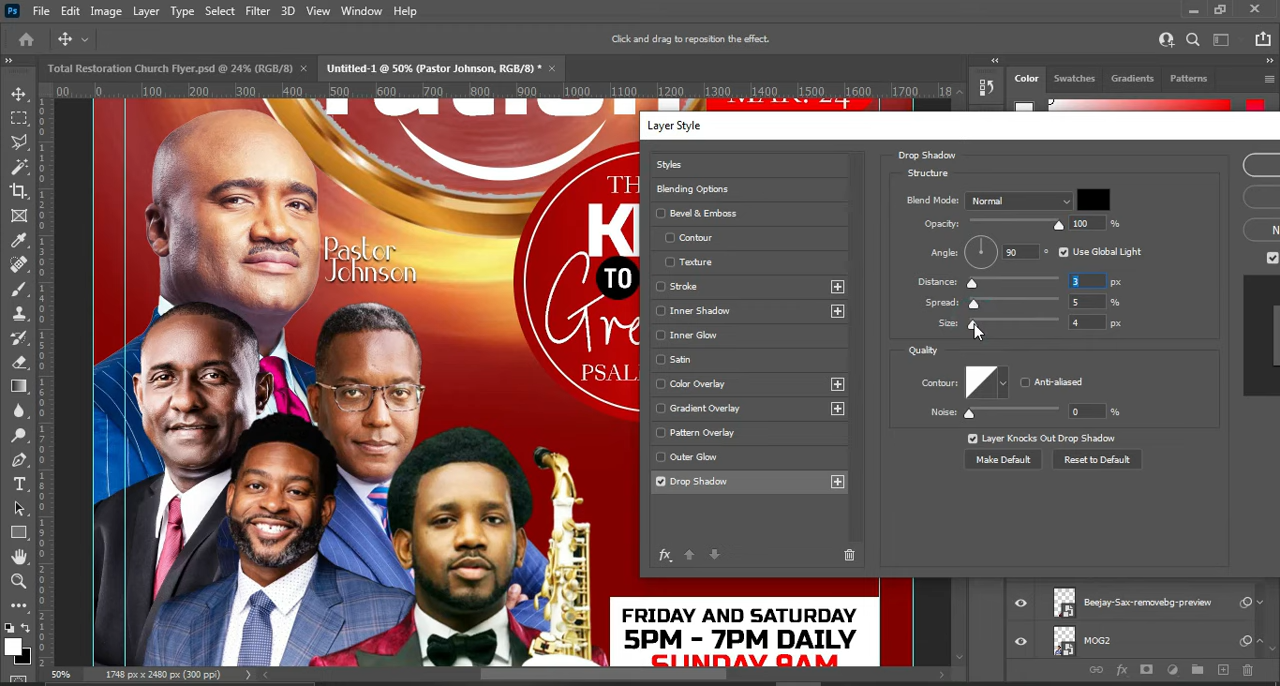 Ps File Edit Image Layer Type Select Filter 3D View Window Help
Click and drag to reposition the effect.
Total Restoration Church Flyer.psd @ 24% (RGB/8) ×
Untitled-1 @ 50% (Pastor Johnson, RGB/8) * ×
Color Swatches Gradients Patterns
00 0 100 200 300 400 500 600 700 800 900 1000 1100 1200 1300 1400 1500 1600 1700
MAR. 24
TH
K
TO
Gre
PSAL
Pastor
Johnson
FRIDAY AND SATURDAY
5PM - 7PM DAILY
SUNDAY 9AM
Layer Style
Styles
Blending Options
Bevel & Emboss
Contour
Texture
Stroke
Inner Shadow
Inner Glow
Satin
Color Overlay
Gradient Overlay
Pattern Overlay
Outer Glow
Drop Shadow
fx
Drop Shadow
Structure
Blend Mode: Normal
Opacity: 100 %
Angle: 90 ° Use Global Light
Distance: 3 px
Spread: 5 %
Size: 4 px
Quality
Contour: Anti-aliased
Noise: 0 %
Layer Knocks Out Drop Shadow
Make Default Reset to Default
N
Beejay-Sax-removebg-preview
MOG2
fx
50% 1748 px x 2480 px (300 ppi)